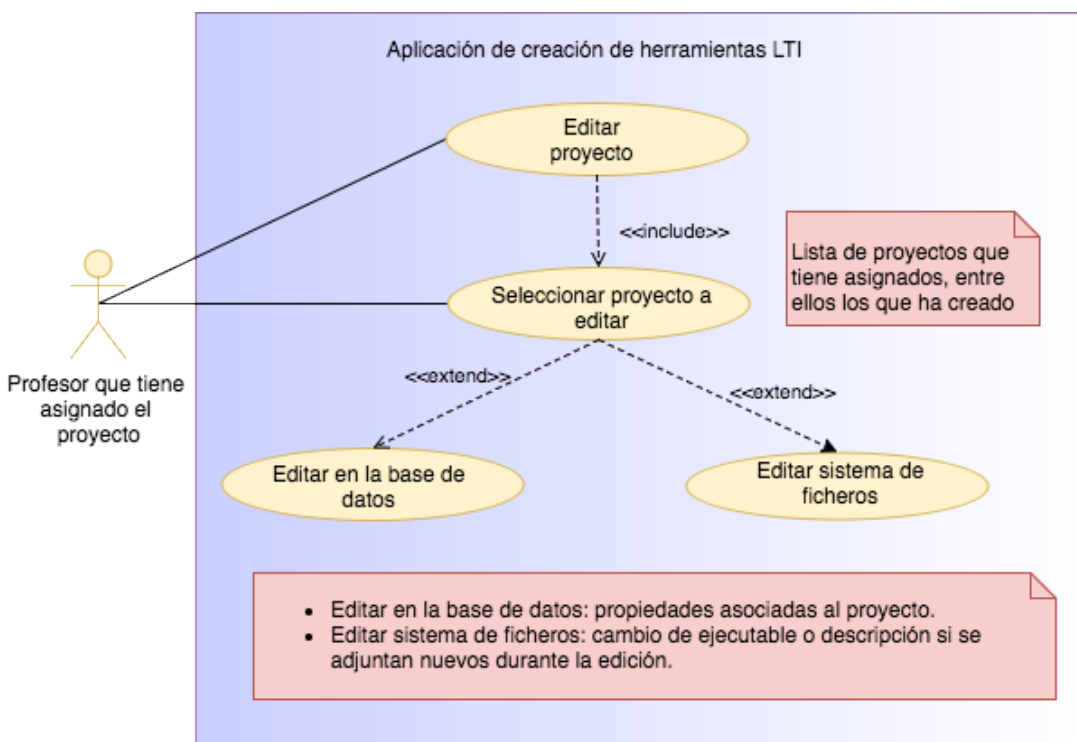 Aplicación de creación de herramientas LTI
Editar
proyecto
<<include>>
Lista de proyectos que
tiene asignados, entre
ellos los que ha creado
Seleccionar proyecto a
editar
Profesor que tiene
asignado el
proyecto
<<extend>>
<<extend>>
Editar en la base de
datos
Editar sistema de
ficheros
• Editar en la base de datos: propiedades asociadas al proyecto.
• Editar sistema de ficheros: cambio de ejecutable o descripción si se
adjuntan nuevos durante la edición.